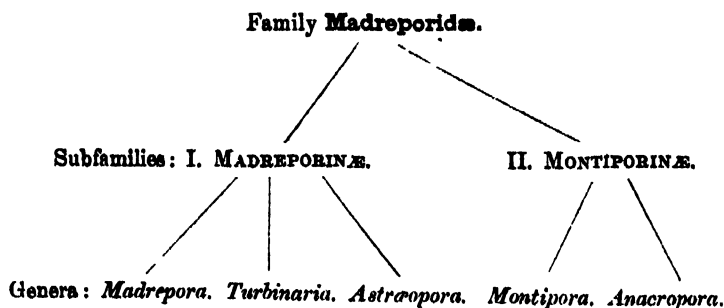 Family Madreporidæ.
Subfamilies: I. MADREPORINÆ. II. MONTIPORINÆ.
Genera: Madrepora. Turbinaria. Astræopora. Montipora. Anacropora.